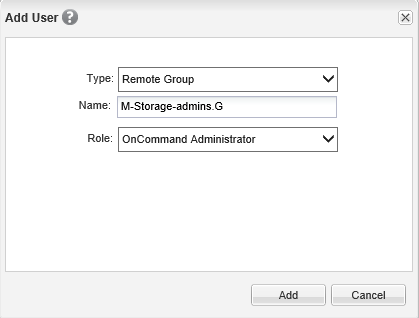 Add User ?
Type: Remote Group
Name: M-Storage-admins.G
Role: OnCommand Administrator
Add Cancel